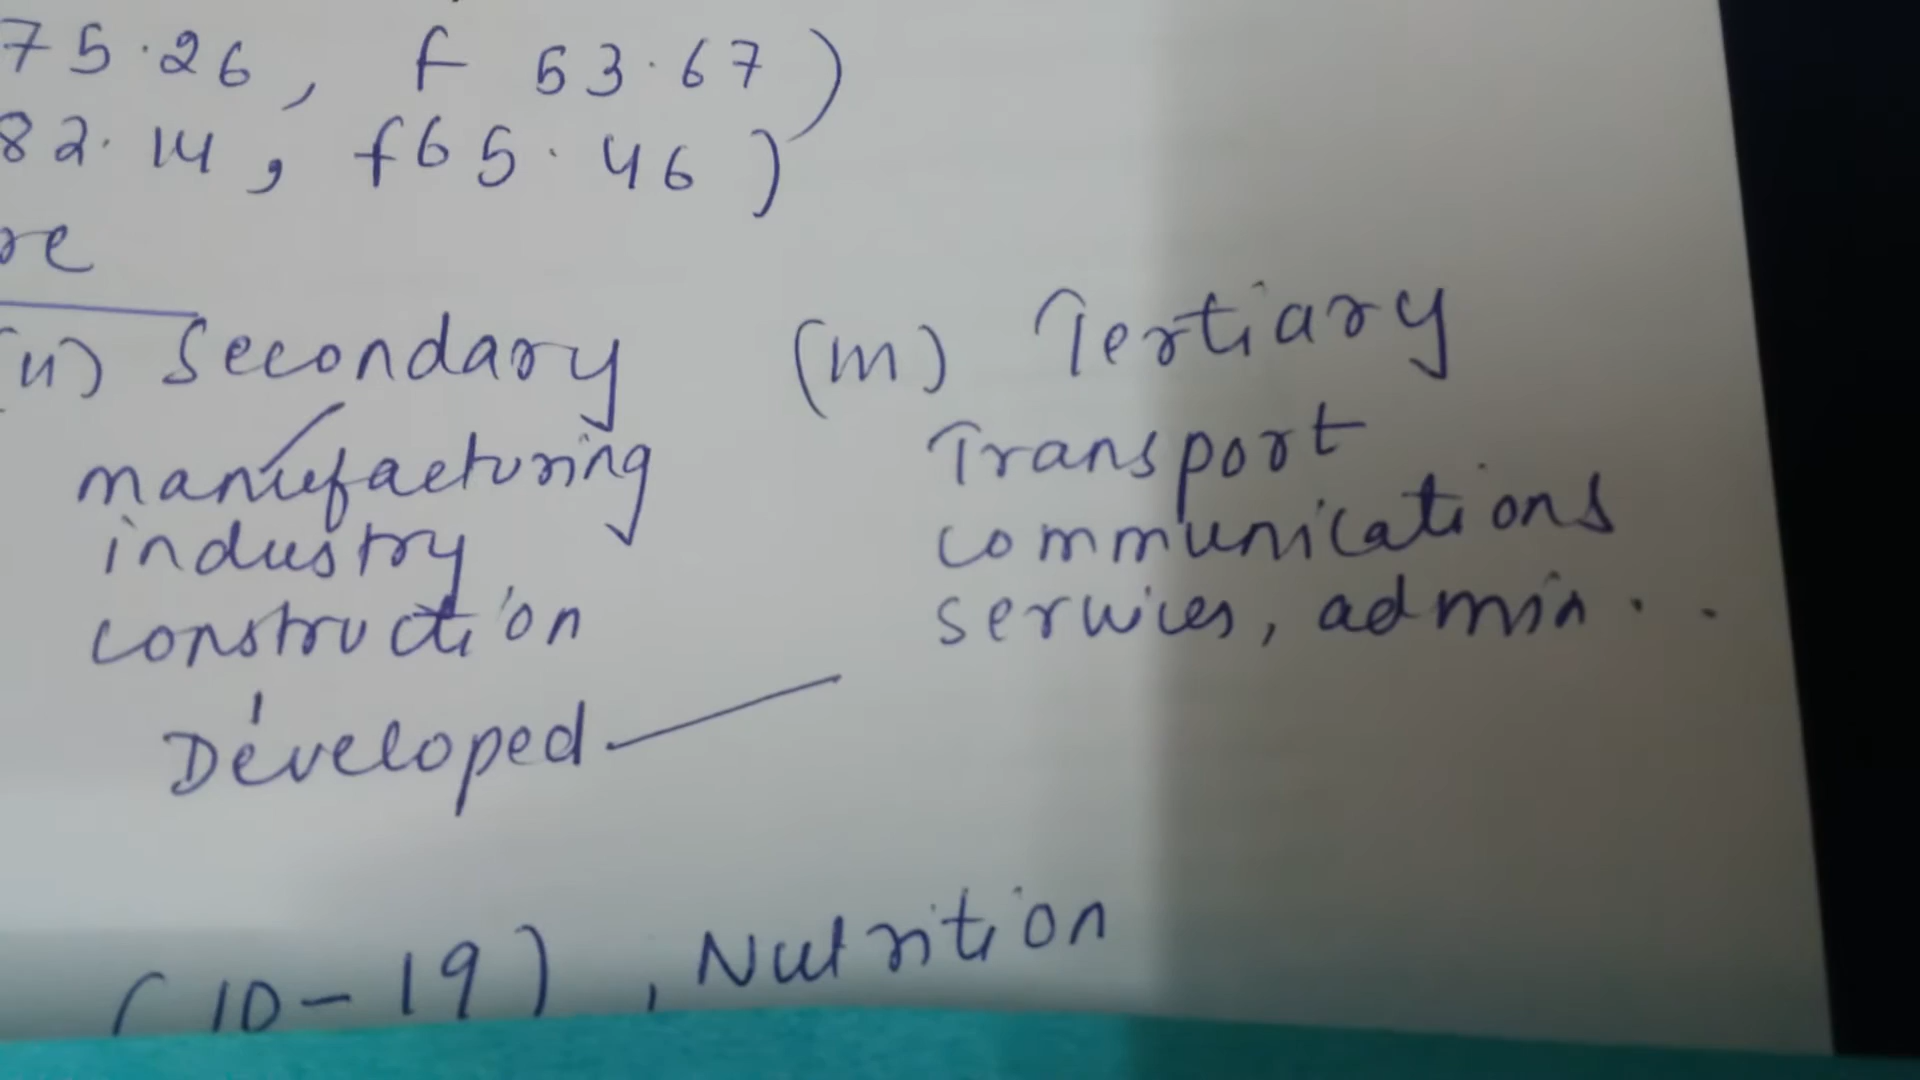 75.26, f 53.67)
82.14, f65.46)
re
(ii) Secondary
manufacturing
industry
construction
Developed
(iii) Tertiary
Transport
communications
services, admin..
(10-19), Nutrition